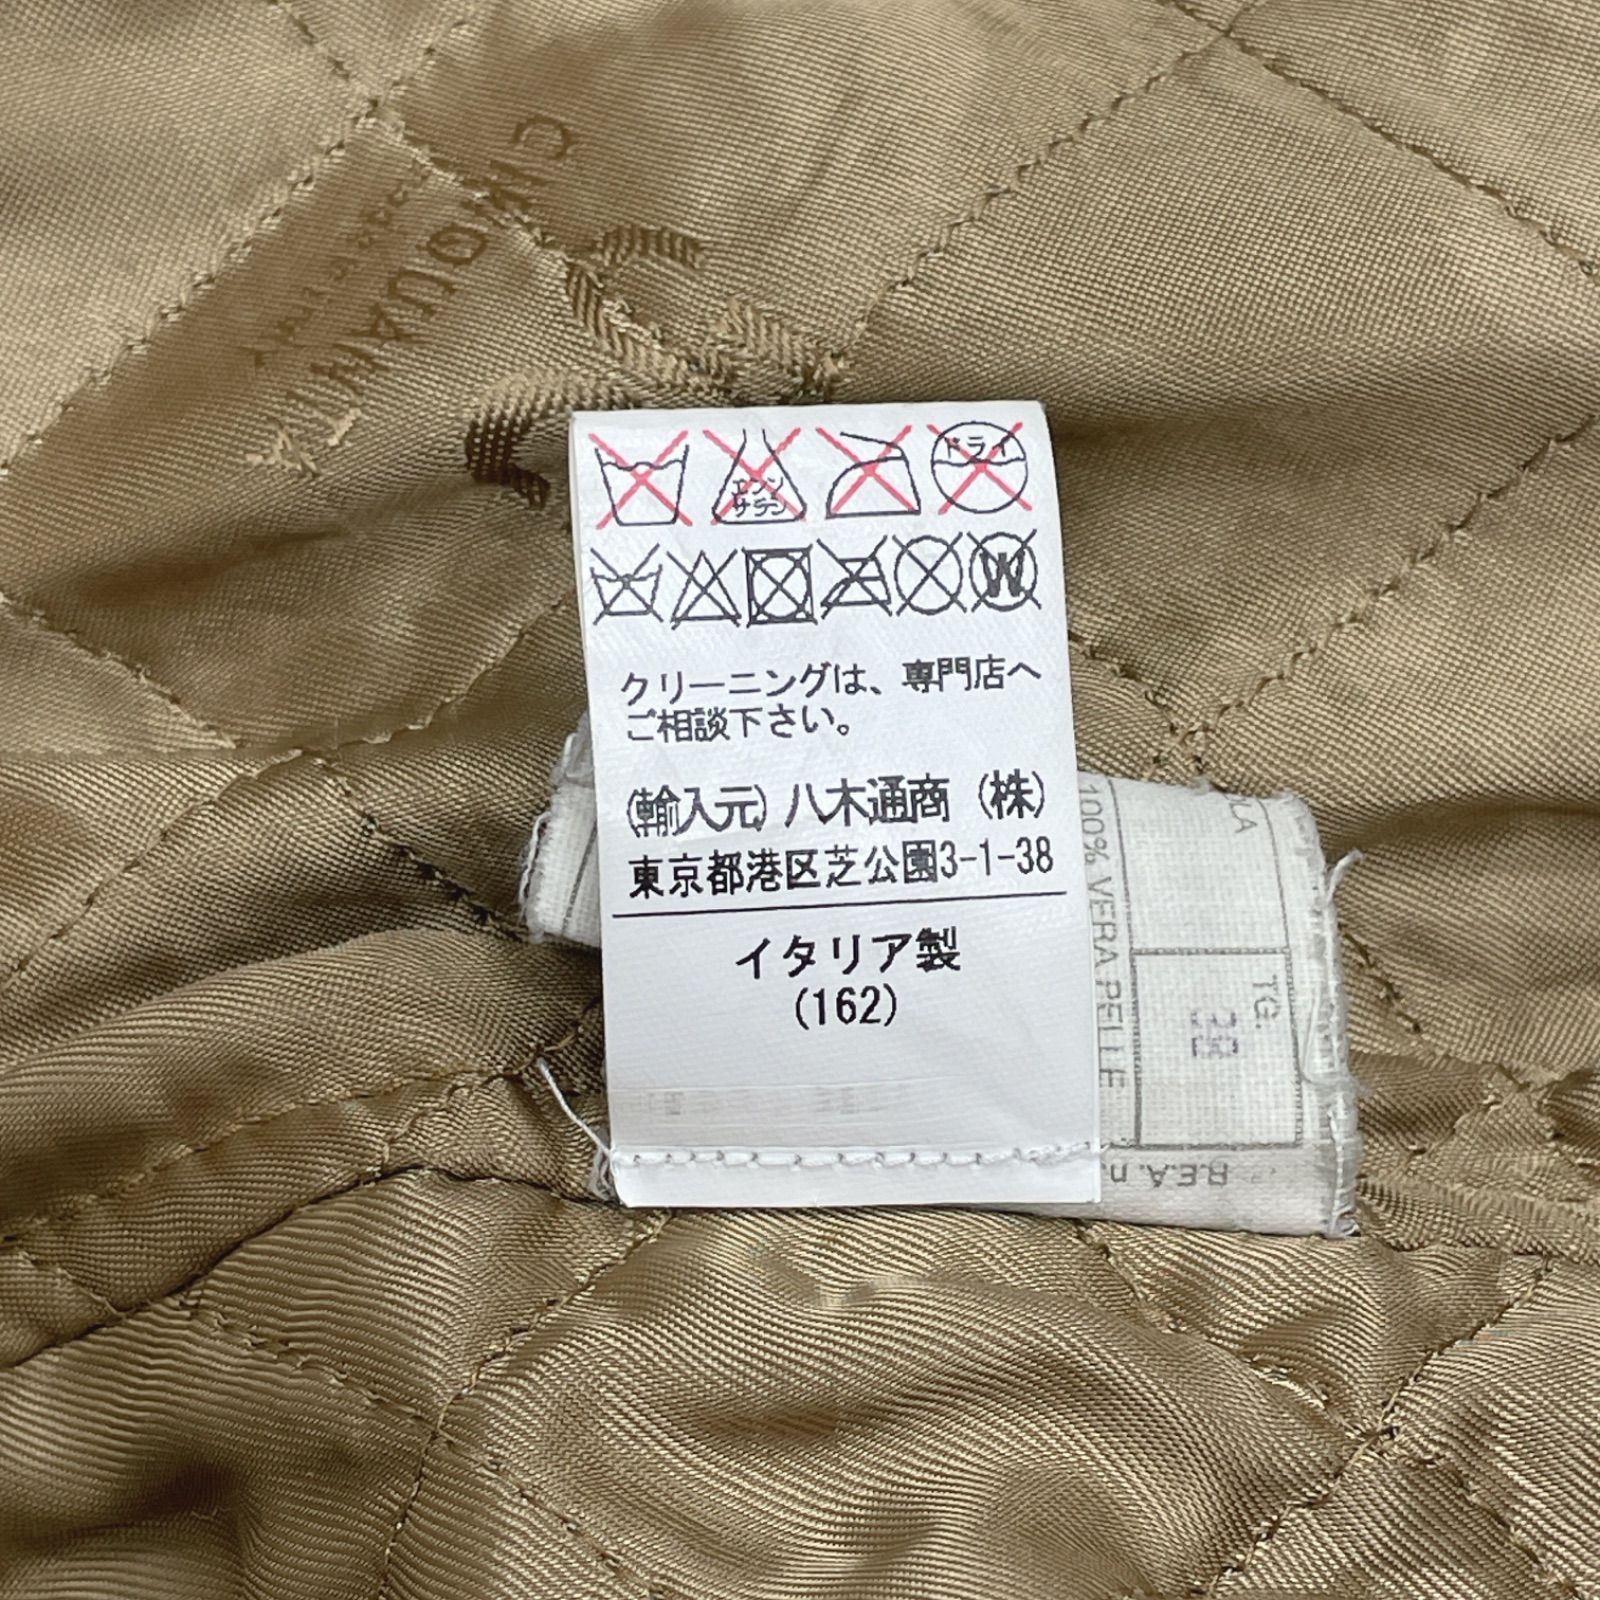 CINQUANTA
エンソ
サラシ
ドライ
W
クリーニングは、専門店へ
ご相談下さい。
(輸入元) 八木通商 (株)
東京都港区芝公園3-1-38
イタリア製
(162)
100% VERA PELLE
TG.
38
R.E.A. n.